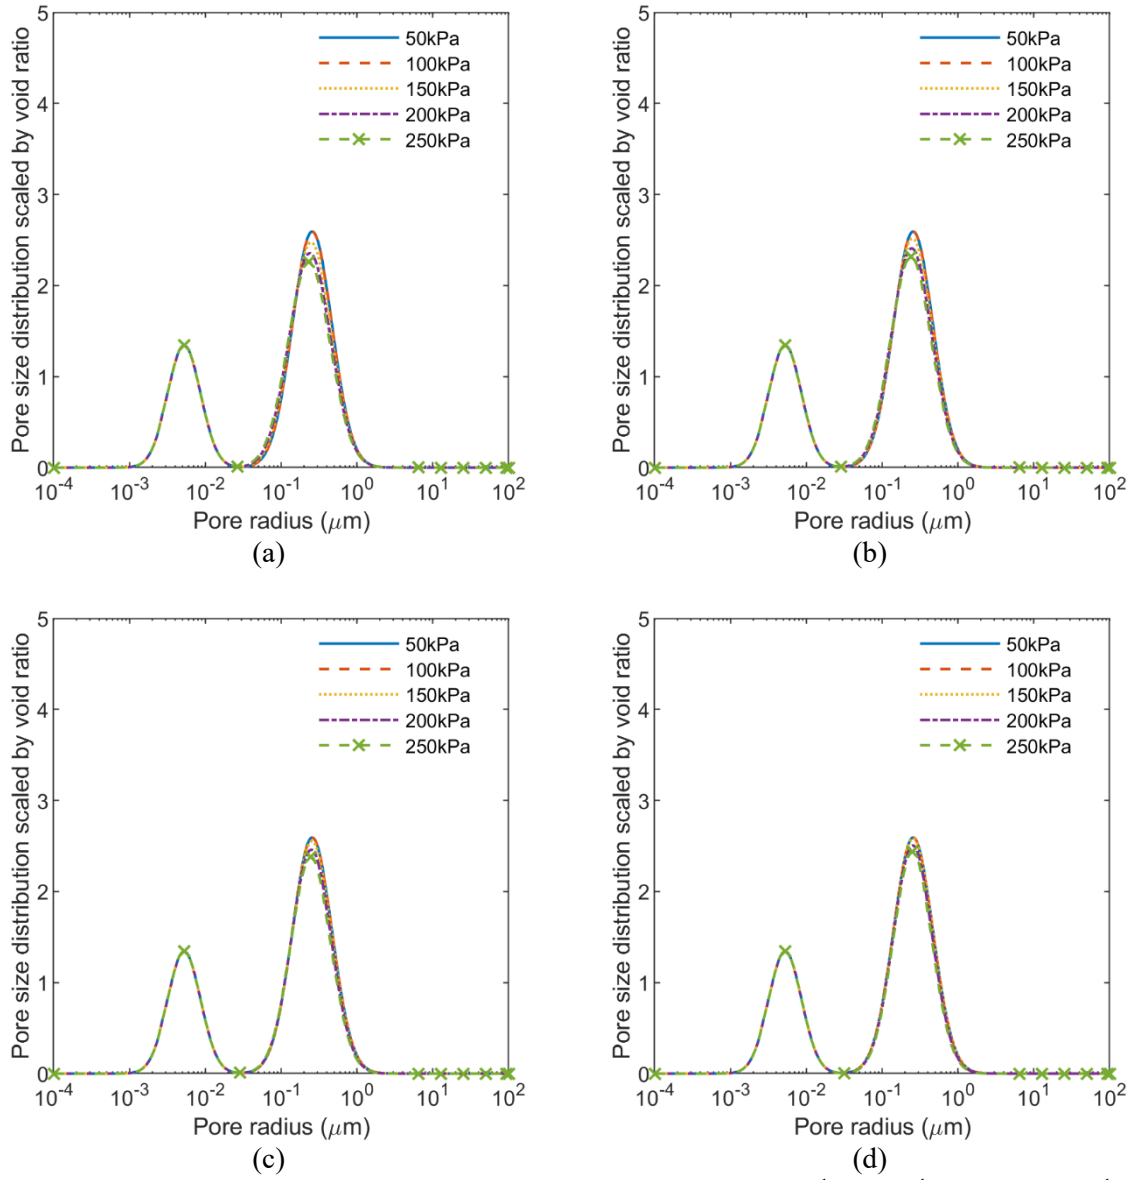 Pore size distribution scaled by void ratio
5
4
3
2
1
0
50kPa
100kPa
150kPa
200kPa
250kPa
10^-4 10^-3 10^-2 10^-1 10^0 10^1 10^2
Pore radius (μm)
(a)
Pore size distribution scaled by void ratio
5
4
3
2
1
0
50kPa
100kPa
150kPa
200kPa
250kPa
10^-4 10^-3 10^-2 10^-1 10^0 10^1 10^2
Pore radius (μm)
(b)
Pore size distribution scaled by void ratio
5
4
3
2
1
0
50kPa
100kPa
150kPa
200kPa
250kPa
10^-4 10^-3 10^-2 10^-1 10^0 10^1 10^2
Pore radius (μm)
(c)
Pore size distribution scaled by void ratio
5
4
3
2
1
0
50kPa
100kPa
150kPa
200kPa
250kPa
10^-4 10^-3 10^-2 10^-1 10^0 10^1 10^2
Pore radius (μm)
(d)